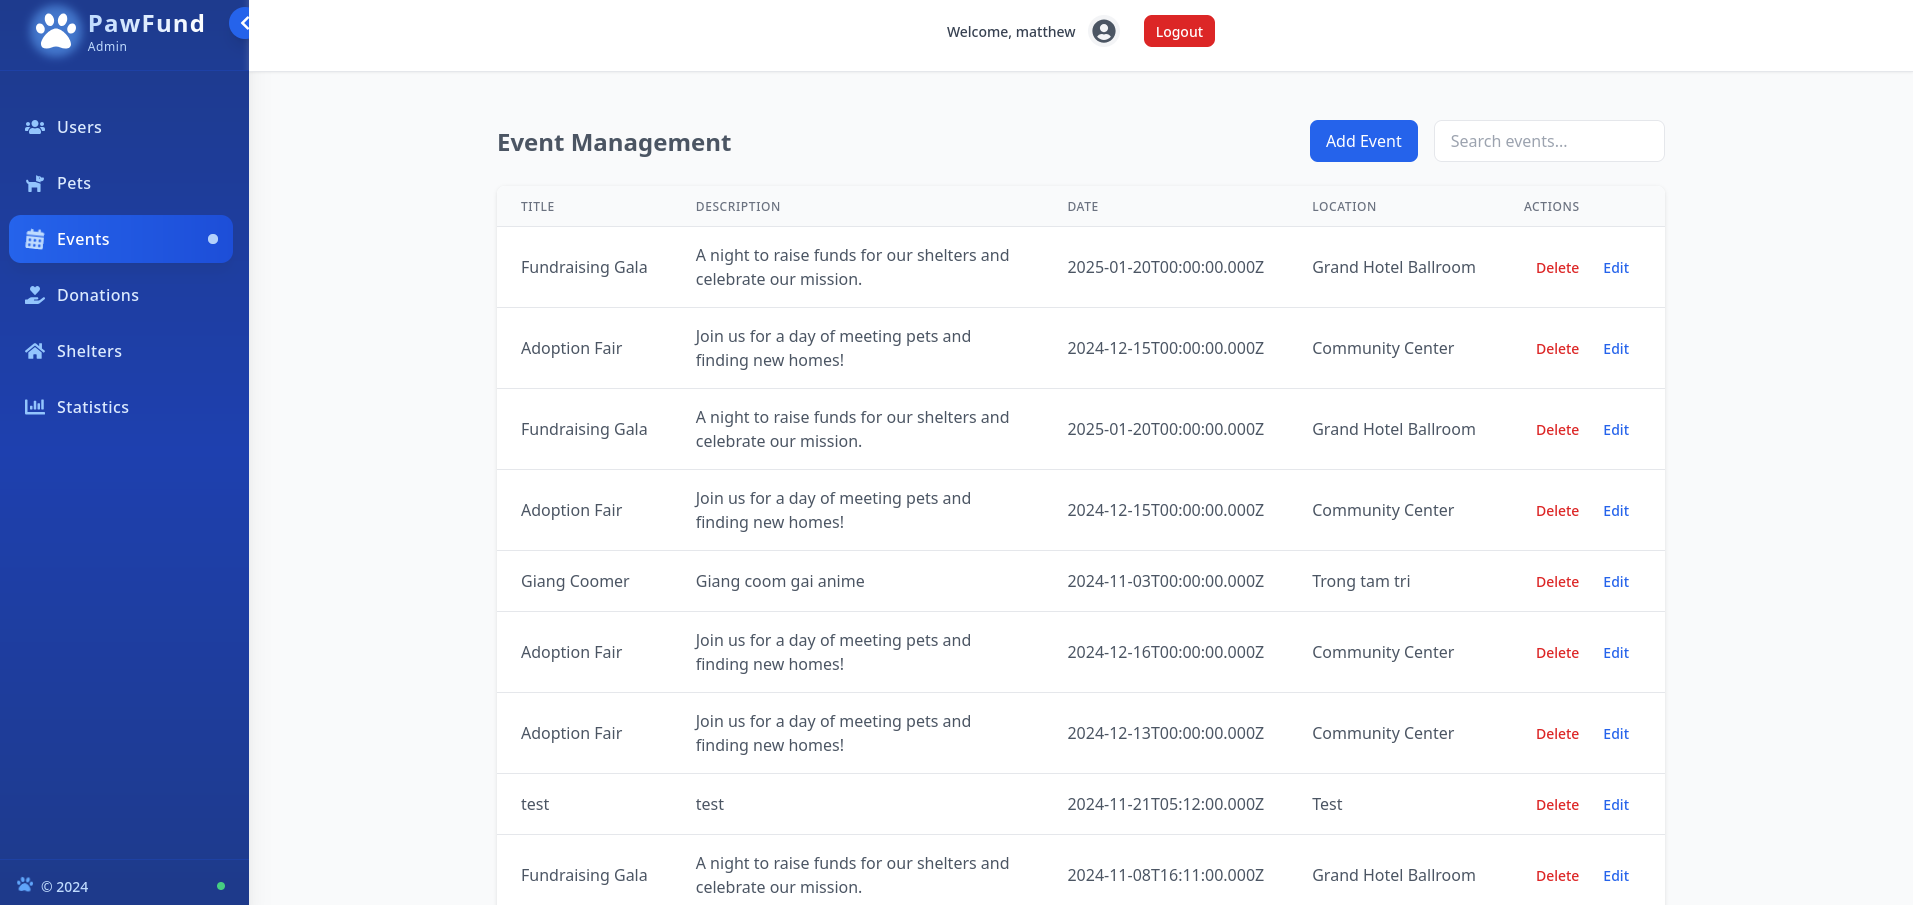 PawFund
Admin
Welcome, matthew
Logout
Users
Pets
Events
Donations
Shelters
Statistics
© 2024
Event Management
Add Event
Search events...
TITLE DESCRIPTION DATE LOCATION ACTIONS
Fundraising Gala A night to raise funds for our shelters and 2025-01-20T00:00:00.000Z Grand Hotel Ballroom Delete Edit
celebrate our mission.
Adoption Fair Join us for a day of meeting pets and 2024-12-15T00:00:00.000Z Community Center Delete Edit
finding new homes!
Fundraising Gala A night to raise funds for our shelters and 2025-01-20T00:00:00.000Z Grand Hotel Ballroom Delete Edit
celebrate our mission.
Adoption Fair Join us for a day of meeting pets and 2024-12-15T00:00:00.000Z Community Center Delete Edit
finding new homes!
Giang Coomer Giang coom gai anime 2024-11-03T00:00:00.000Z Trong tam tri Delete Edit
Adoption Fair Join us for a day of meeting pets and 2024-12-16T00:00:00.000Z Community Center Delete Edit
finding new homes!
Adoption Fair Join us for a day of meeting pets and 2024-12-13T00:00:00.000Z Community Center Delete Edit
finding new homes!
test test 2024-11-21T05:12:00.000Z Test Delete Edit
Fundraising Gala A night to raise funds for our shelters and 2024-11-08T16:11:00.000Z Grand Hotel Ballroom Delete Edit
celebrate our mission.